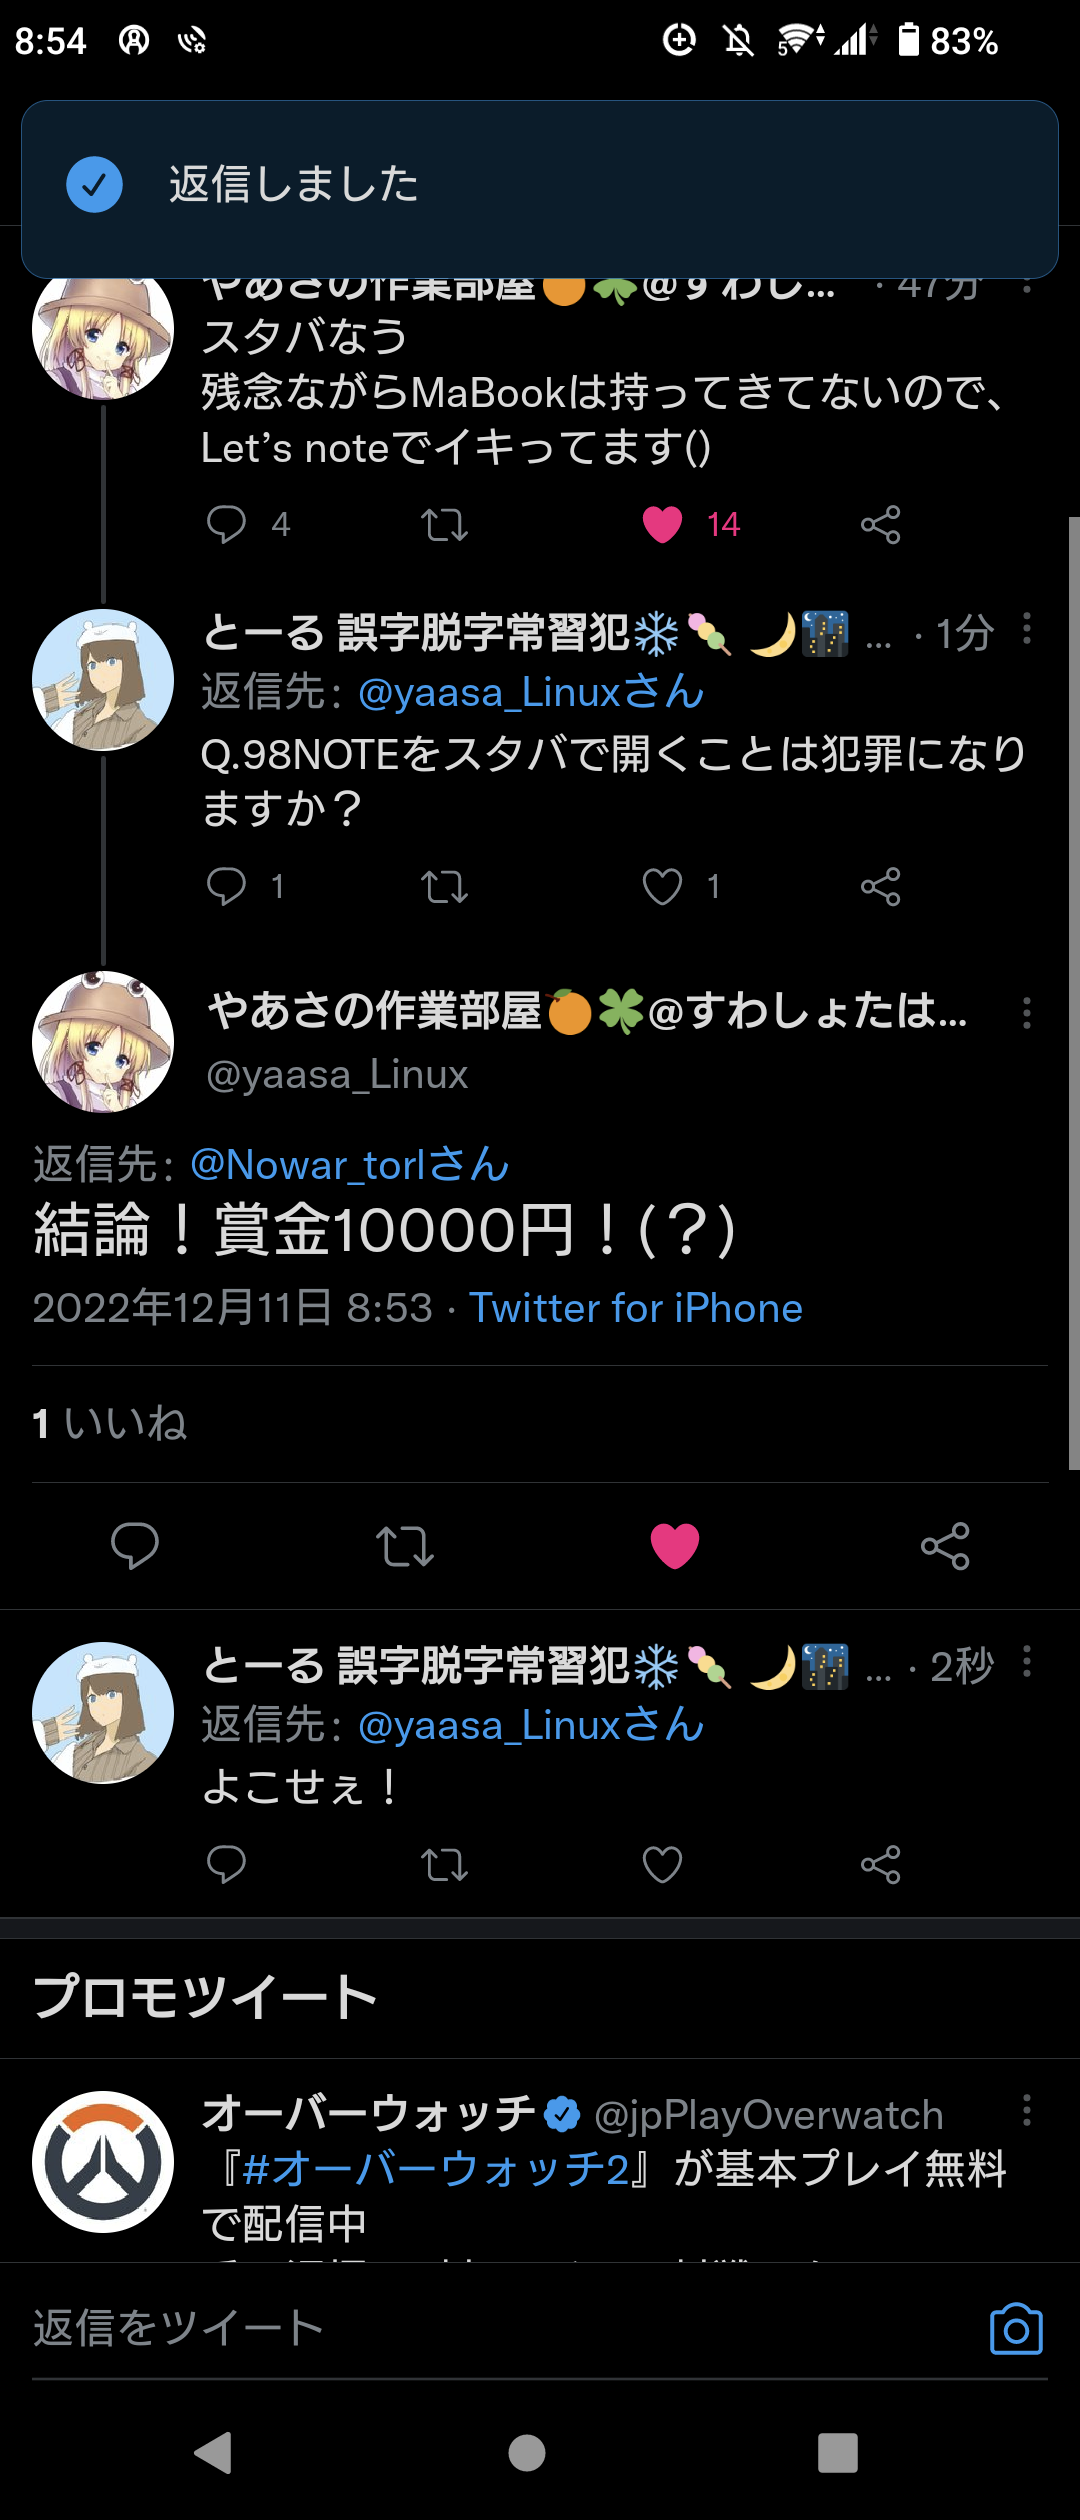 8:54
5
83%
返信しました
やあさの作業部屋🍊🍀@すわし… · 47分
スタバなう
残念ながらMaBookは持ってきてないので、
Let’s noteでイキってます()
4
14
とーる 誤字脱字常習犯❄️🍡🌙🌃 … · 1分
返信先: @yaasa_Linuxさん
Q.98NOTEをスタバで開くことは犯罪になり
ますか？
1
1
やあさの作業部屋🍊🍀@すわしょたは…
@yaasa_Linux
返信先: @Nowar_torlさん
結論！賞金10000円！(？)
2022年12月11日 8:53 · Twitter for iPhone
1 いいね
とーる 誤字脱字常習犯❄️🍡🌙🌃 … · 2秒
返信先: @yaasa_Linuxさん
よこせぇ！
プロモツイート
オーバーウォッチ @jpPlayOverwatch
『#オーバーウォッチ2』が基本プレイ無料
で配信中
返信をツイート